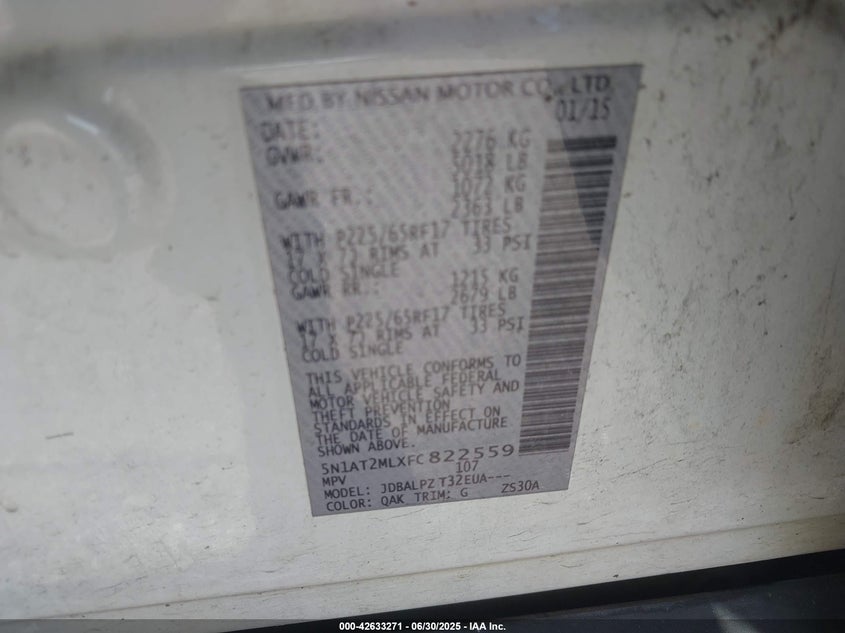 MFD BY NISSAN MOTOR CO., LTD
DATE: 01/15
GVWR: 2276 KG
5018 LB
GAWR FR.: 1072 KG
2363 LB
WITH P225/65RF17 TIRES
17 X 7J RIMS AT 33 PSI
COLD SINGLE
GAWR RR.: 1215 KG
2679 LB
WITH P225/65RF17 TIRES
17 X 7J RIMS AT 33 PSI
COLD SINGLE
THIS VEHICLE CONFORMS TO
ALL APPLICABLE FEDERAL
MOTOR VEHICLE SAFETY AND
THEFT PREVENTION
STANDARDS IN EFFECT ON
THE DATE OF MANUFACTURE
SHOWN ABOVE.
5N1AT2MLXFC822559
MPV 107
MODEL: JDBALPZ T32EUA---
COLOR: QAK TRIM: G ZS30A
000-42633271 - 06/30/2025 - IAA Inc.